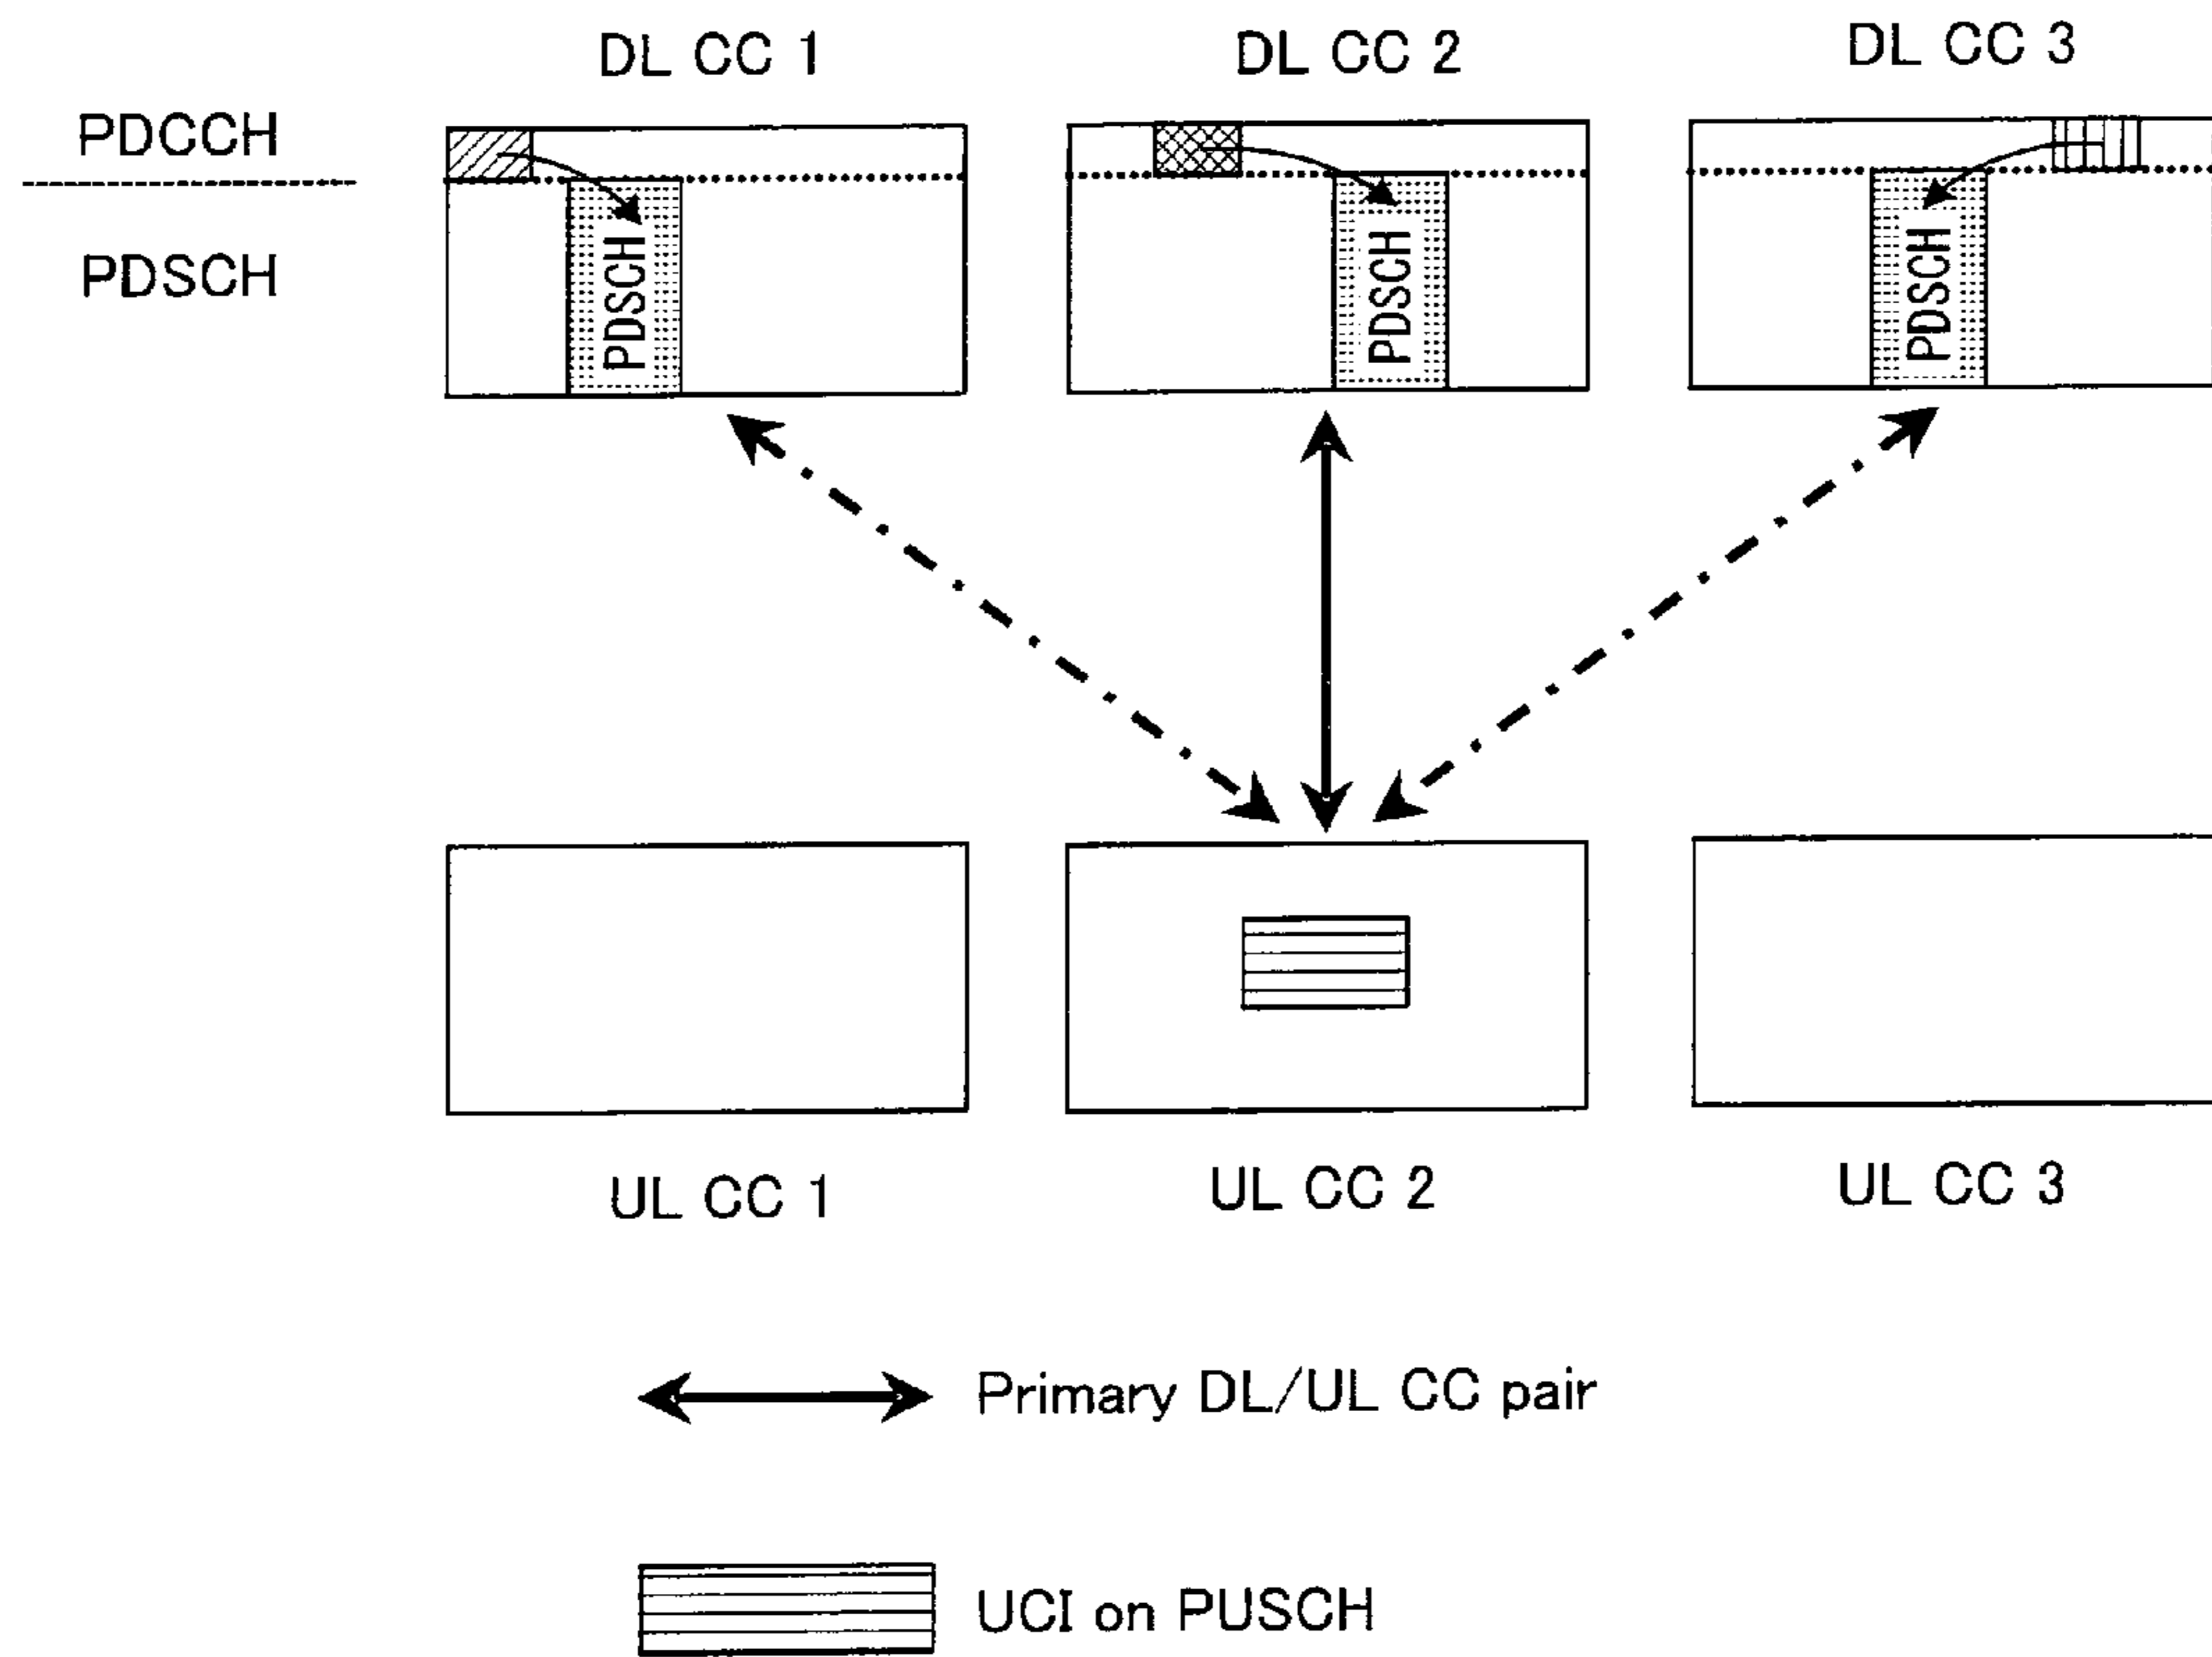 DL CC 1
DL CC 2
DL CC 3
PDCCH
PDSCH
PDSCH
PDSCH
PDSCH
UL CC 1
UL CC 2
UL CC 3
Primary DL/UL CC pair
UCI on PUSCH